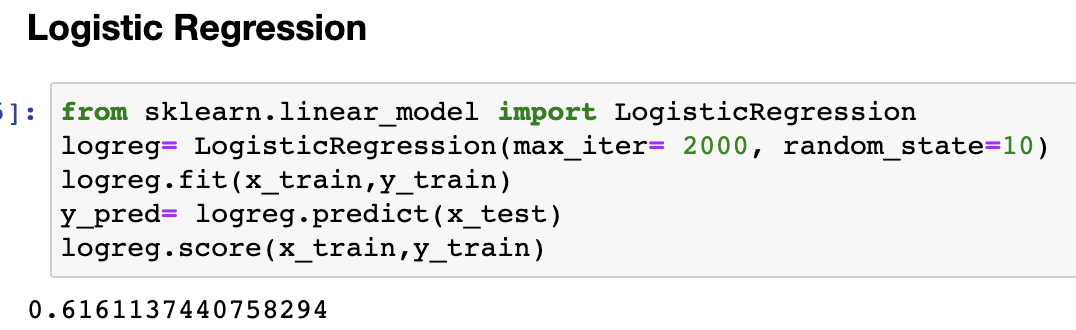 Logistic Regression
]:
from sklearn.linear_model import LogisticRegression
logreg= LogisticRegression(max_iter= 2000, random_state=10)
logreg.fit(x_train,y_train)
y_pred= logreg.predict(x_test)
logreg.score(x_train,y_train)
0.6161137440758294